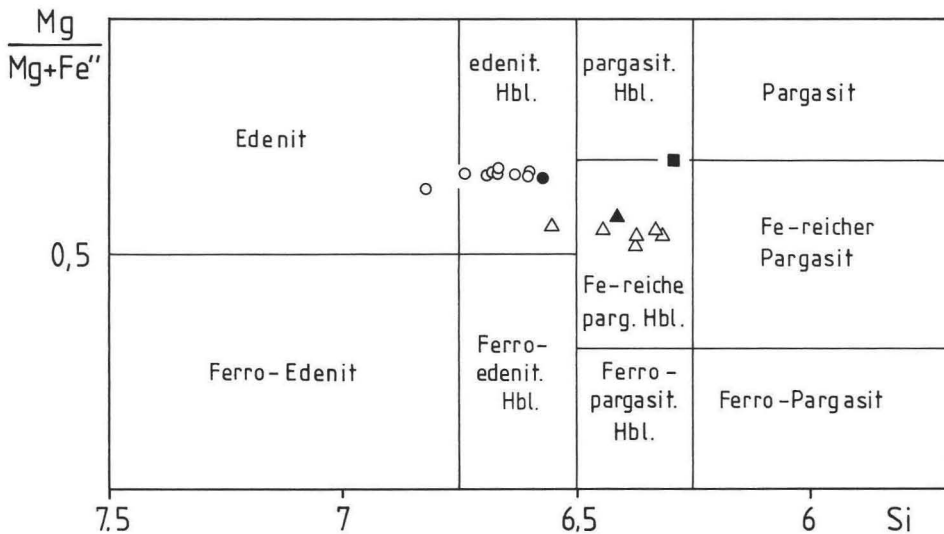 Mg
Mg+Fe″
0,5
edenit.
Hbl.
pargasit.
Hbl.
Pargasit
Edenit
Fe-reicher
Pargasit
Fe-reiche
parg. Hbl.
Ferro-Edenit
Ferro-
edenit.
Hbl.
Ferro-
pargasit.
Hbl.
Ferro-Pargasit
7.5
7
6,5
6
Si